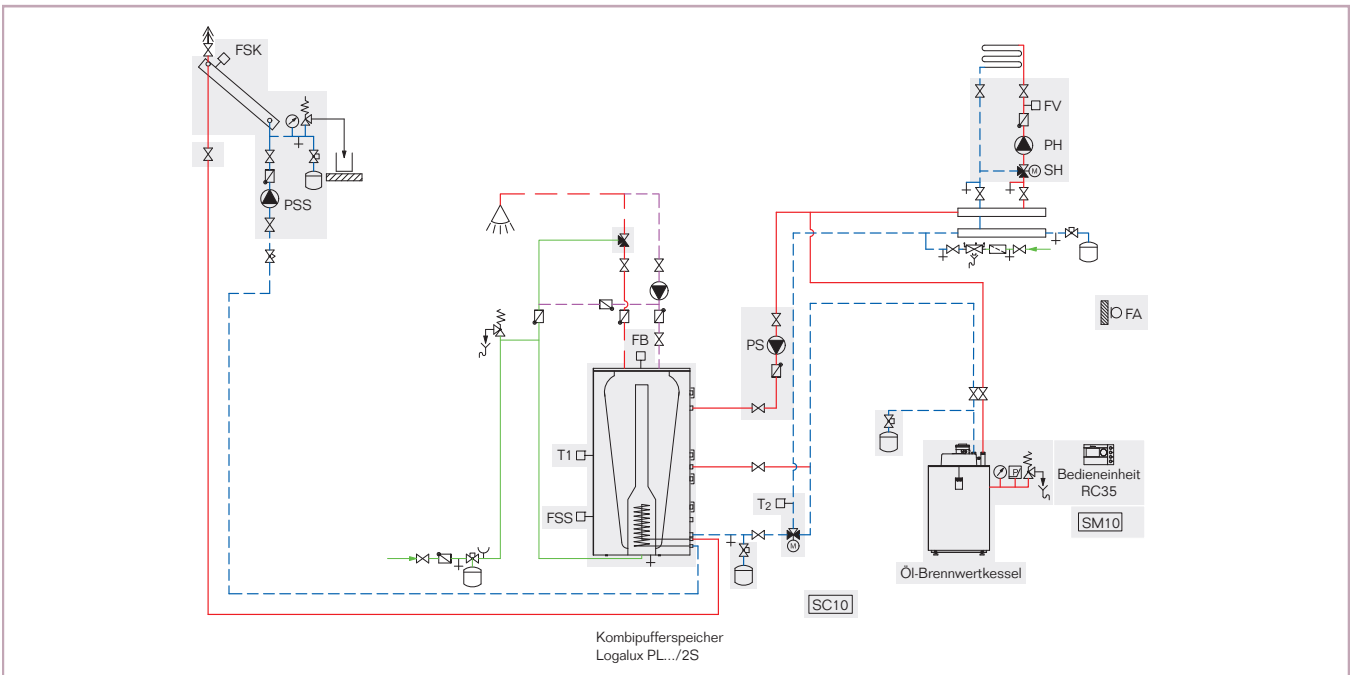 FSK
FV
PH
M
SH
PSS
FA
FB
PS
T1
Bedieneinheit
RC35
T2
FSS
SM10
M
Öl-Brennwertkessel
SC10
Kombipufferspeicher
Logalux PL.../2S